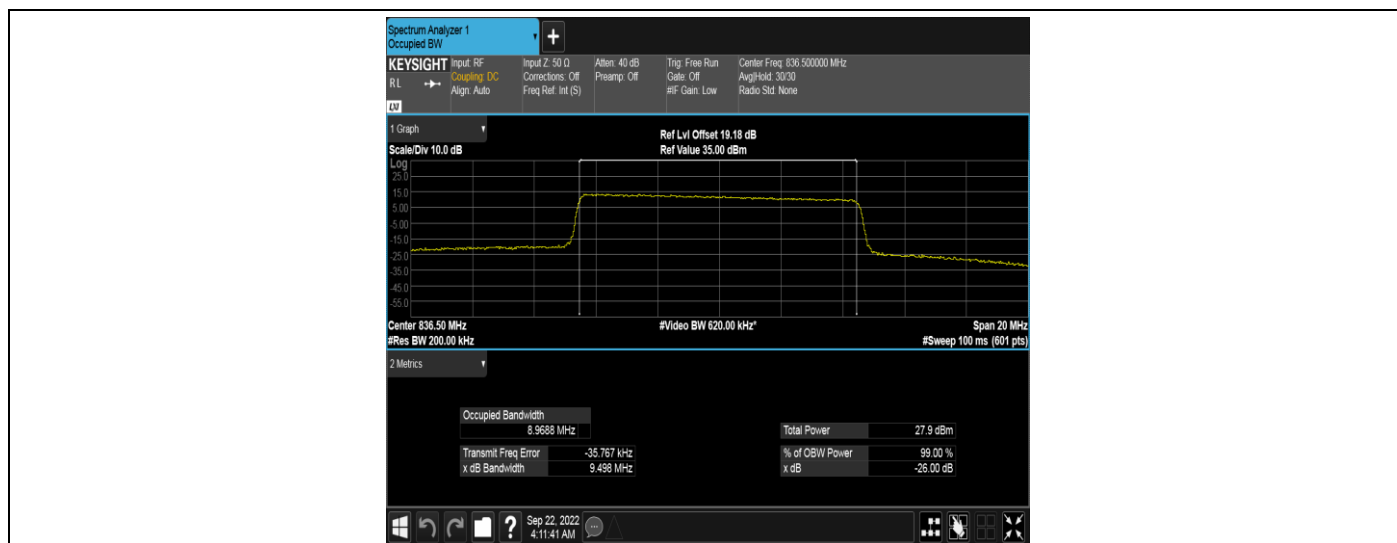 Spectrum Analyzer 1
Occupied BW
+
KEYSIGHT Input: RF Input Z: 50 Ω Atten: 40 dB Trig: Free Run Center Freq: 836.500000 MHz
RL Coupling: DC Corrections: Off Preamp: Off Gate: Off Avg|Hold: 30/30
Align: Auto Freq Ref: Int (S) #IF Gain: Low Radio Std: None
LXI
1 Graph Ref Lvl Offset 19.18 dB
Scale/Div 10.0 dB Ref Value 35.00 dBm
Log
25.0
15.0
5.00
-5.00
-15.0
-25.0
-35.0
-45.0
-55.0
Center 836.50 MHz #Video BW 620.00 kHz* Span 20 MHz
#Res BW 200.00 kHz #Sweep 100 ms (601 pts)
2 Metrics
Occupied Bandwidth
8.9688 MHz Total Power 27.9 dBm
Transmit Freq Error -35.767 kHz % of OBW Power 99.00 %
x dB Bandwidth 9.498 MHz x dB -26.00 dB
? Sep 22, 2022
4:11:41 AM